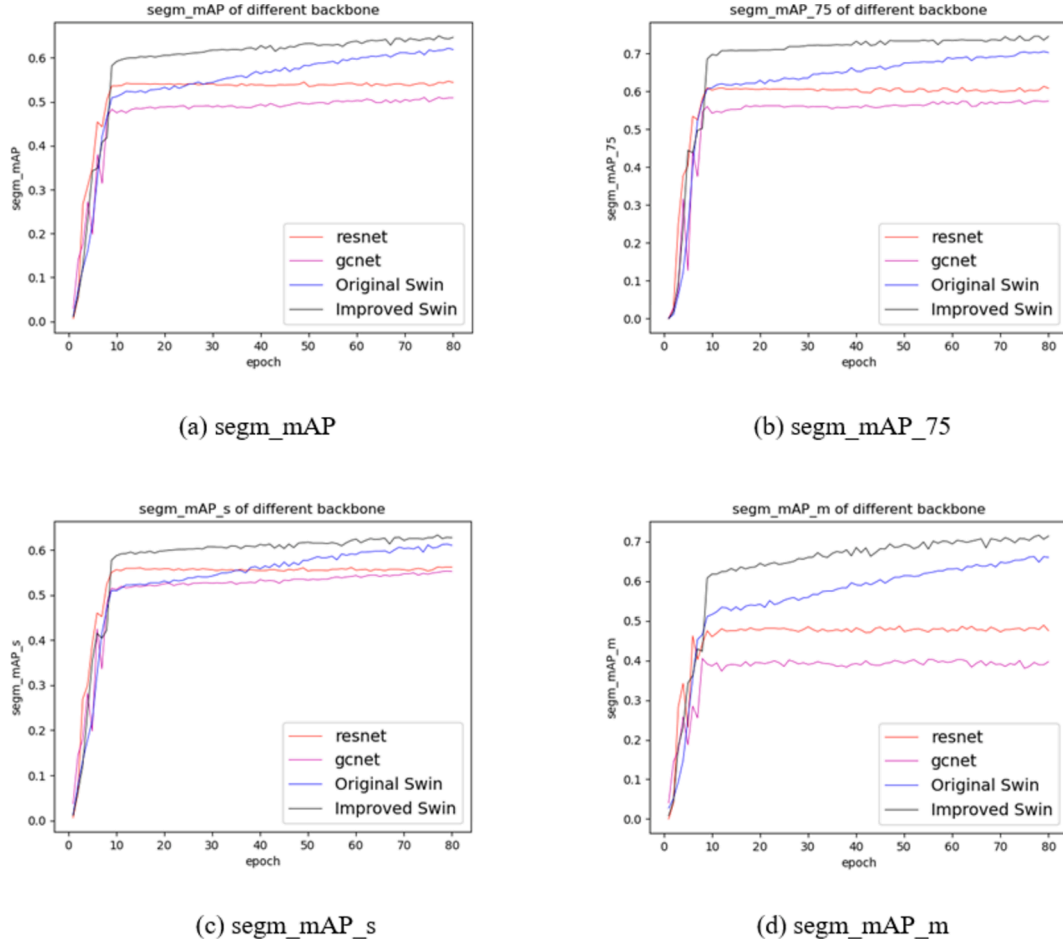 segm_mAP of different backbone
segm_mAP
0.6
0.5
0.4
0.3
0.2
0.1
0.0
resnet
gcnet
Original Swin
Improved Swin
0 10 20 30 40 50 60 70 80
epoch
(a) segm_mAP
segm_mAP_75 of different backbone
segm_mAP_75
0.7
0.6
0.5
0.4
0.3
0.2
0.1
0.0
resnet
gcnet
Original Swin
Improved Swin
0 10 20 30 40 50 60 70 80
epoch
(b) segm_mAP_75
segm_mAP_s of different backbone
segm_mAP_s
0.6
0.5
0.4
0.3
0.2
0.1
0.0
resnet
gcnet
Original Swin
Improved Swin
0 10 20 30 40 50 60 70 80
epoch
(c) segm_mAP_s
segm_mAP_m of different backbone
segm_mAP_m
0.7
0.6
0.5
0.4
0.3
0.2
0.1
0.0
resnet
gcnet
Original Swin
Improved Swin
0 10 20 30 40 50 60 70 80
epoch
(d) segm_mAP_m